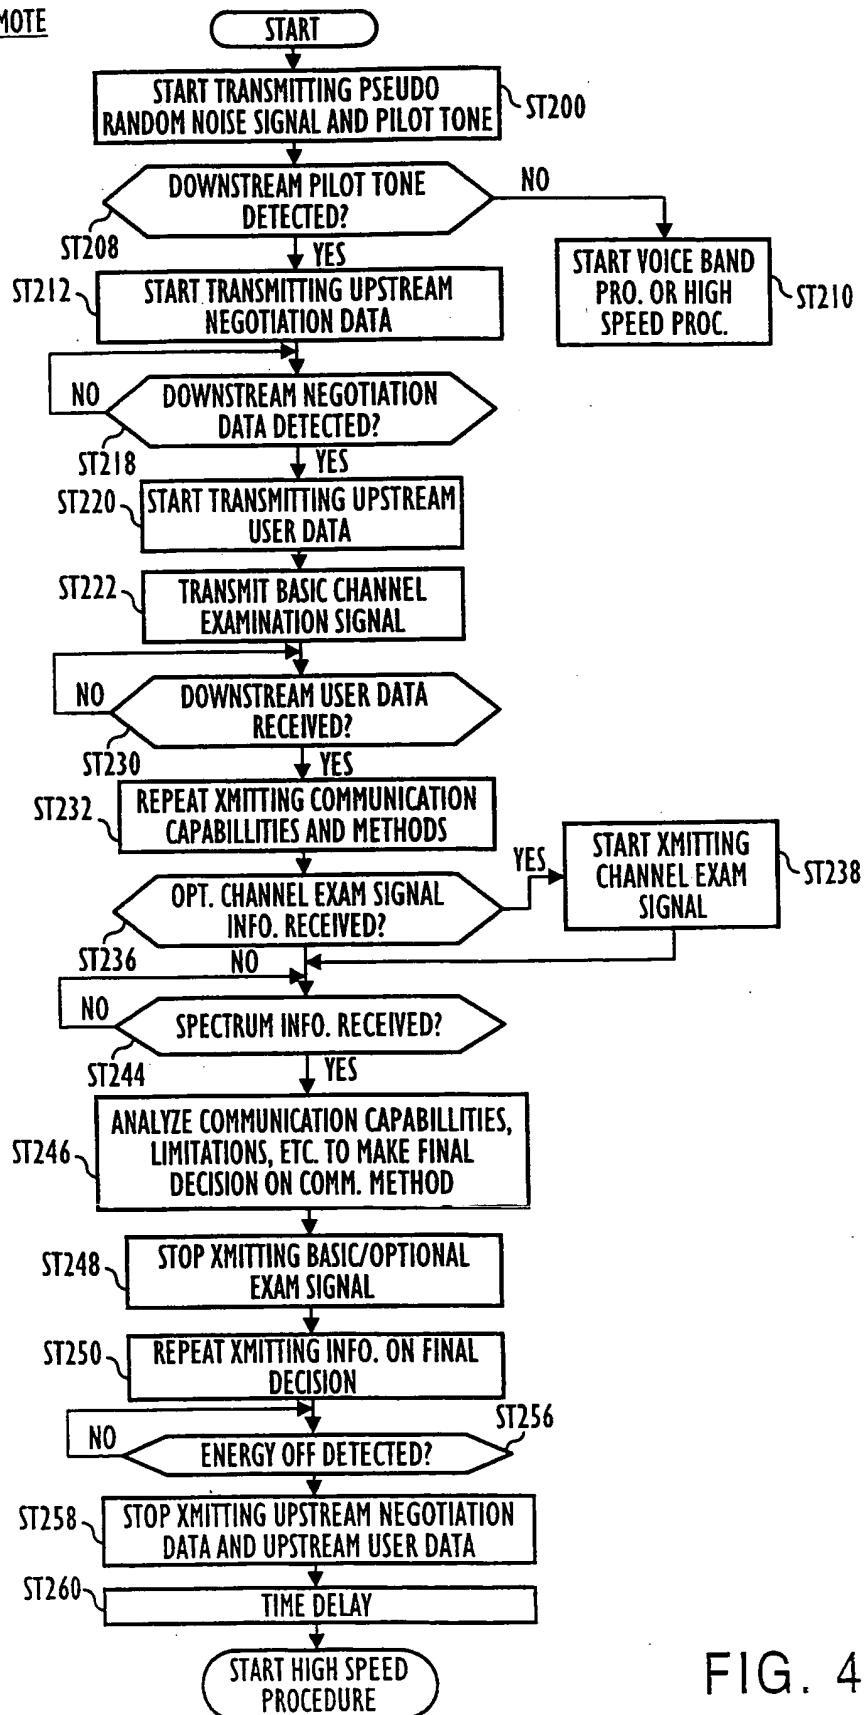 MOTE
START
START TRANSMITTING PSEUDO
RANDOM NOISE SIGNAL AND PILOT TONE
ST200
DOWNSTREAM PILOT TONE
DETECTED?
NO
ST208
YES
START VOICE BAND
PRO. OR HIGH
SPEED PROC.
ST210
ST212
START TRANSMITTING UPSTREAM
NEGOTIATION DATA
NO
DOWNSTREAM NEGOTIATION
DATA DETECTED?
ST218
YES
ST220
START TRANSMITTING UPSTREAM
USER DATA
ST222
TRANSMIT BASIC CHANNEL
EXAMINATION SIGNAL
NO
DOWNSTREAM USER DATA
RECEIVED?
ST230
YES
ST232
REPEAT XMITTING COMMUNICATION
CAPABILLITIES AND METHODS
YES
START XMITTING
CHANNEL EXAM
SIGNAL
ST238
OPT. CHANNEL EXAM SIGNAL
INFO. RECEIVED?
ST236
NO
NO
SPECTRUM INFO. RECEIVED?
ST244
YES
ST246
ANALYZE COMMUNICATION CAPABILLITIES,
LIMITATIONS, ETC. TO MAKE FINAL
DECISION ON COMM. METHOD
ST248
STOP XMITTING BASIC/OPTIONAL
EXAM SIGNAL
ST250
REPEAT XMITTING INFO. ON FINAL
DECISION
ST256
NO
ENERGY OFF DETECTED?
ST258
STOP XMITTING UPSTREAM NEGOTIATION
DATA AND UPSTREAM USER DATA
ST260
TIME DELAY
START HIGH SPEED
PROCEDURE
FIG. 4